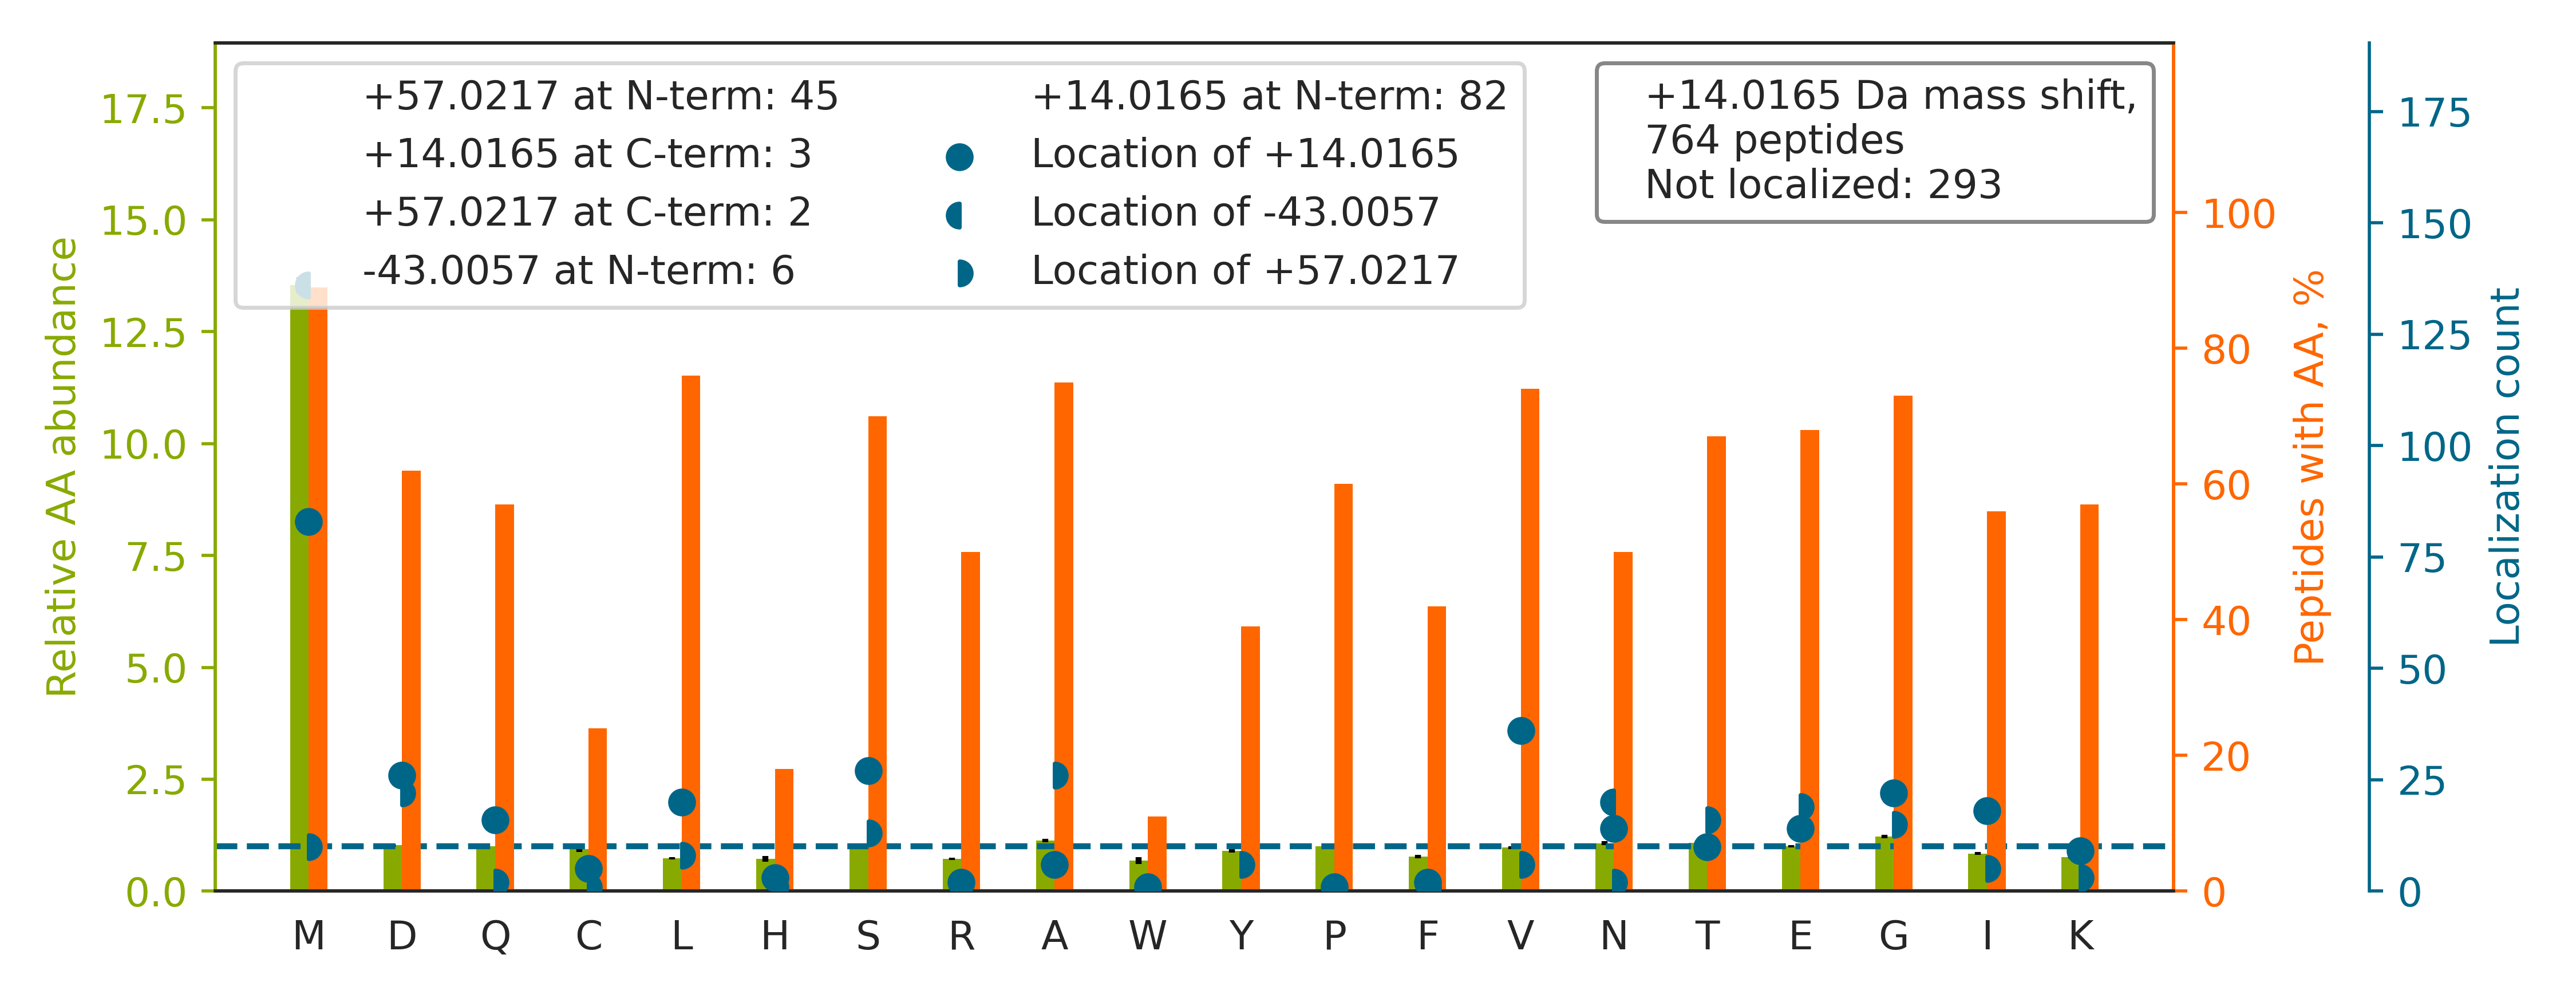 +57.0217 at N-term: 45
+14.0165 at C-term: 3
+57.0217 at C-term: 2
-43.0057 at N-term: 6
+14.0165 at N-term: 82
Location of +14.0165
Location of -43.0057
Location of +57.0217
+14.0165 Da mass shift,
764 peptides
Not localized: 293
Relative AA abundance
17.5
15.0
12.5
10.0
7.5
5.0
2.5
0.0
M D Q C L H S R A W Y P F V N T E G I K
100
80
60
40
20
0
Peptides with AA, %
175
150
125
100
75
50
25
0
Localization count